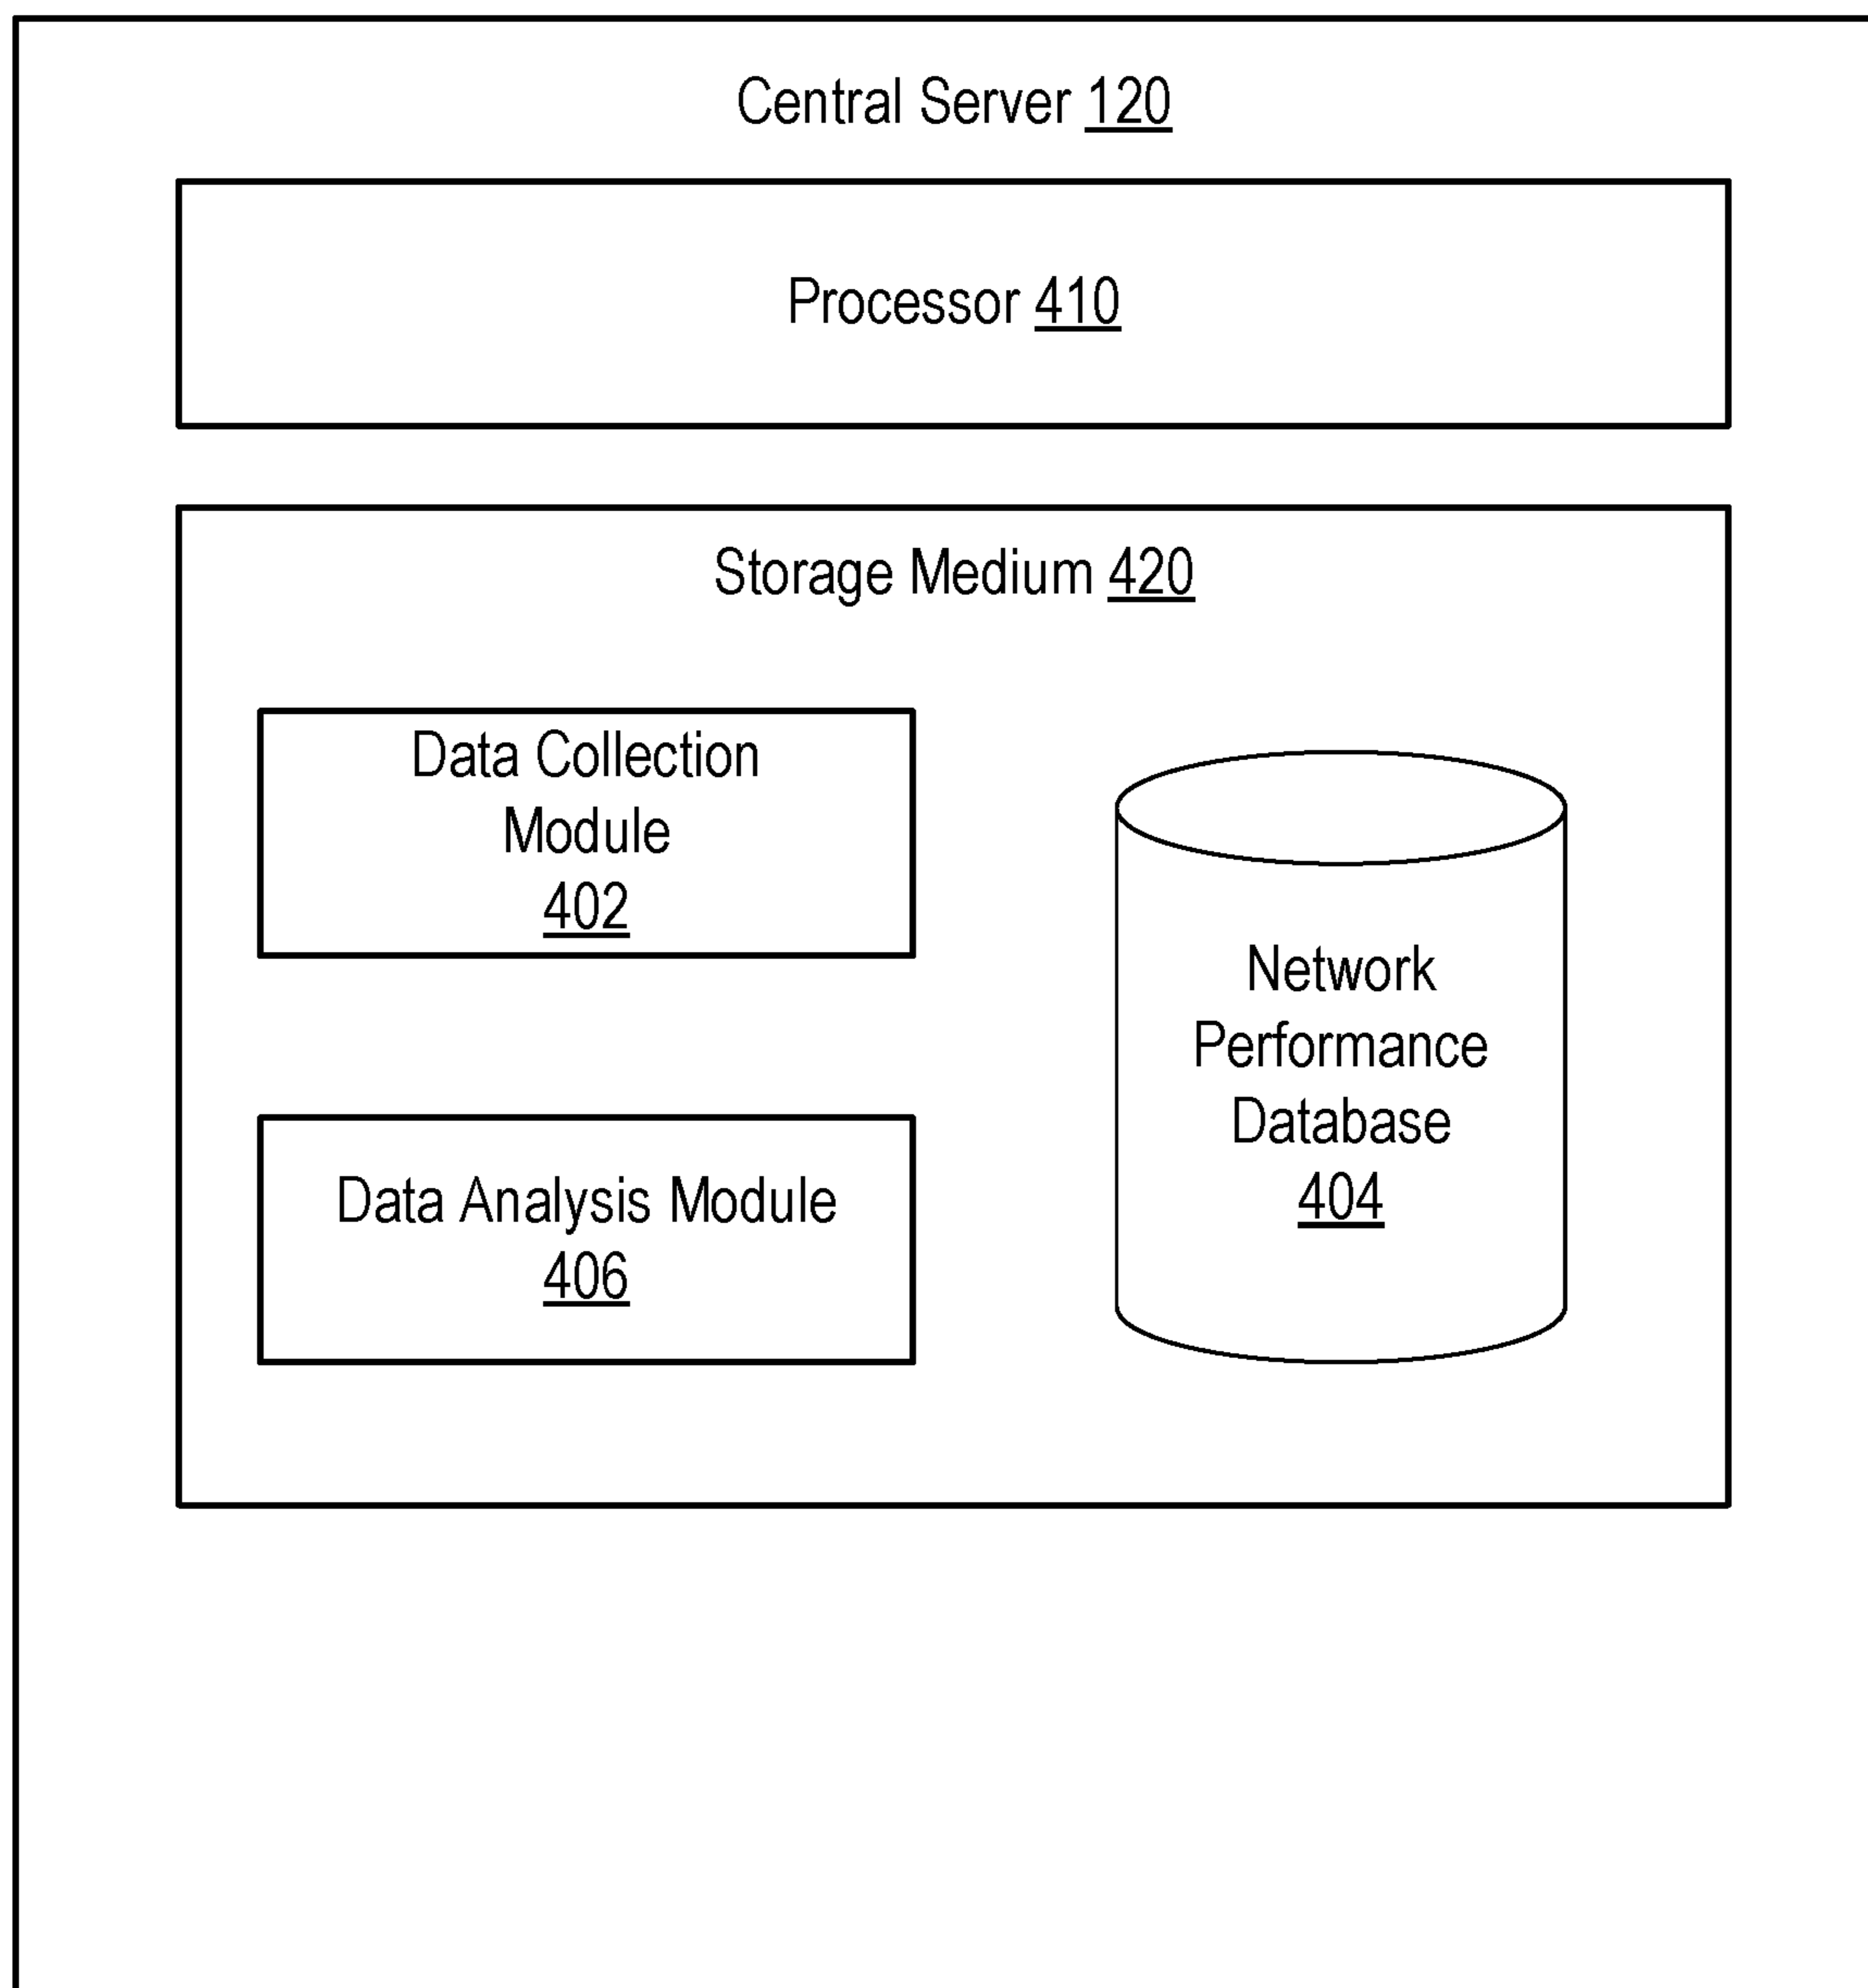 Central Server 120
Processor 410
Storage Medium 420
Data Collection
Module
402
Data Analysis Module
406
Network
Performance
Database
404